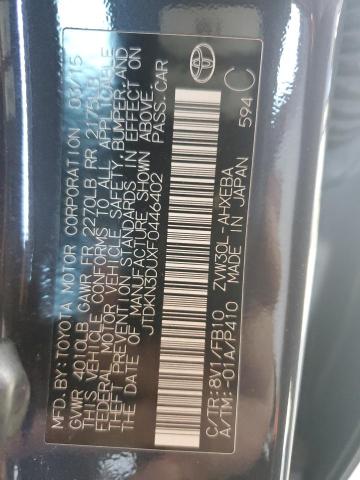 MFD. BY: TOYOTA MOTOR CORPORATION 03/15
GVWR 4010LB GAWR FR 2270LB RR 2175LB
THIS VEHICLE CONFORMS TO ALL APPLICABLE
FEDERAL MOTOR VEHICLE SAFETY, BUMPER, AND
THEFT PREVENTION STANDARDS IN EFFECT ON
THE DATE OF MANUFACTURE SHOWN ABOVE.
JTDKN3DUXF0446402 PASS. CAR
C/TR: 8V1/FB10 ZVW30L-AHXEBA
A/TM: -01A/P410 MADE IN JAPAN 594 C